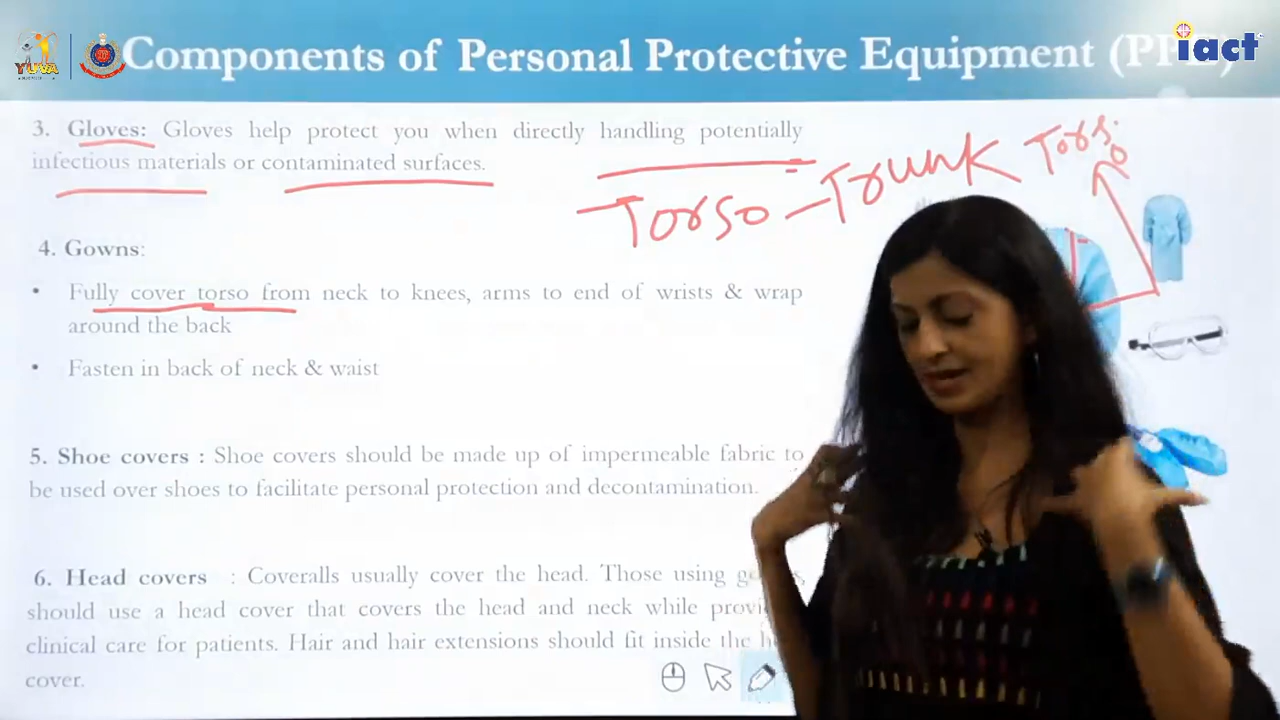 Components of Personal Protective Equipment (PPE)
YUVA
iact
3. Gloves: Gloves help protect you when directly handling potentially
infectious materials or contaminated surfaces.
Torso - Trunk Torso
4. Gowns:
• Fully cover torso from neck to knees, arms to end of wrists & wrap
around the back
• Fasten in back of neck & waist
5. Shoe covers : Shoe covers should be made up of impermeable fabric to
be used over shoes to facilitate personal protection and decontamination.
6. Head covers : Coveralls usually cover the head. Those using
should use a head cover that covers the head and neck while
clinical care for patients. Hair and hair extensions should fit inside the
cover.